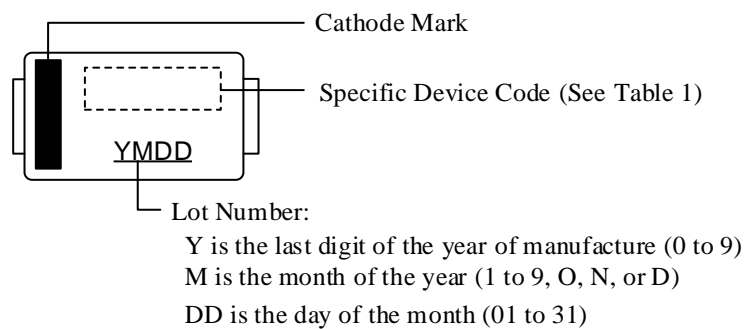 Cathode Mark
Specific Device Code (See Table 1)
YMDD
Lot Number:
Y is the last digit of the year of manufacture (0 to 9)
M is the month of the year (1 to 9, O, N, or D)
DD is the day of the month (01 to 31)